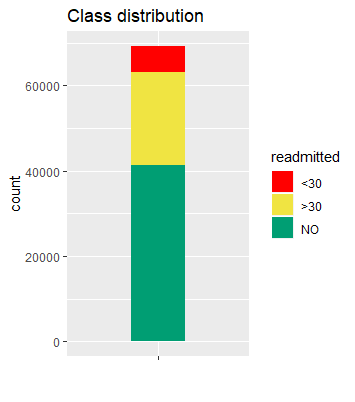 Class distribution
60000
40000
20000
0
count
readmitted
<30
>30
NO